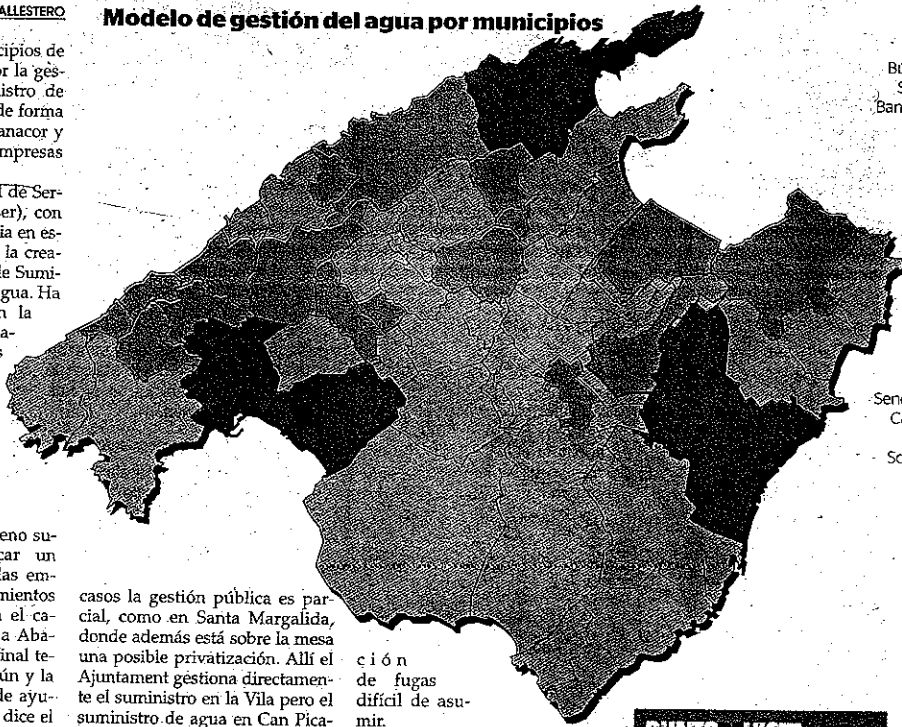 ALLESTERO
cipios de
or la ges-
istro de
de forma
anacor y
mpresas
l de Ser-
er), con
ia en es-
la crea-
de Sumi-
gua. Ha
n la
a-
s
eno su-
car un
las em-
mientos
n el ca-
a Aba-
inal te-
ún y la
de ayu-
dice el
Modelo de gestión del agua por municipios
casos la gestión pública es par-
cial, como en Santa Margalida,
donde además está sobre la mesa
una posible privatización. Allí el
Ajuntament gestiona directamen-
te el suministro en la Vila pero el
suministro de agua en Can Pica-
ción
de fugas
difícil de asu-
mir.
Bu
S
Ban
Sene
C
So